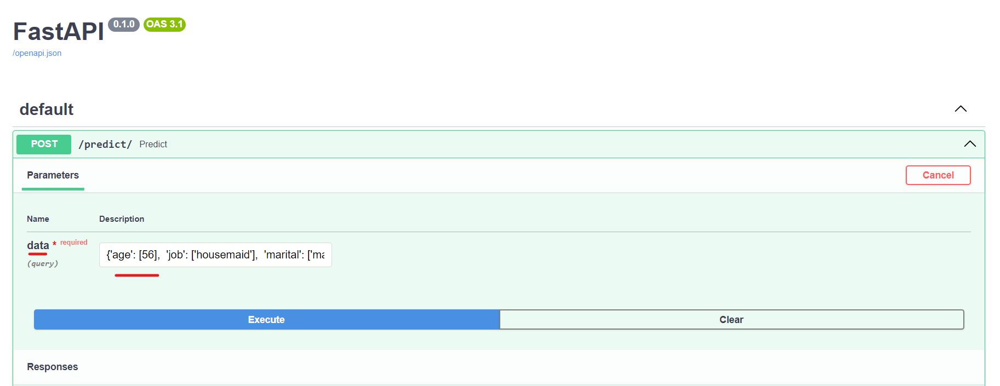 FastAPI 0.1.0 OAS 3.1
/openapi.json
default
POST /predict/ Predict
Parameters
Cancel
Name Description
data * required
{'age': [56], 'job': ['housemaid'], 'marital': ['ma
(query)
Execute Clear
Responses